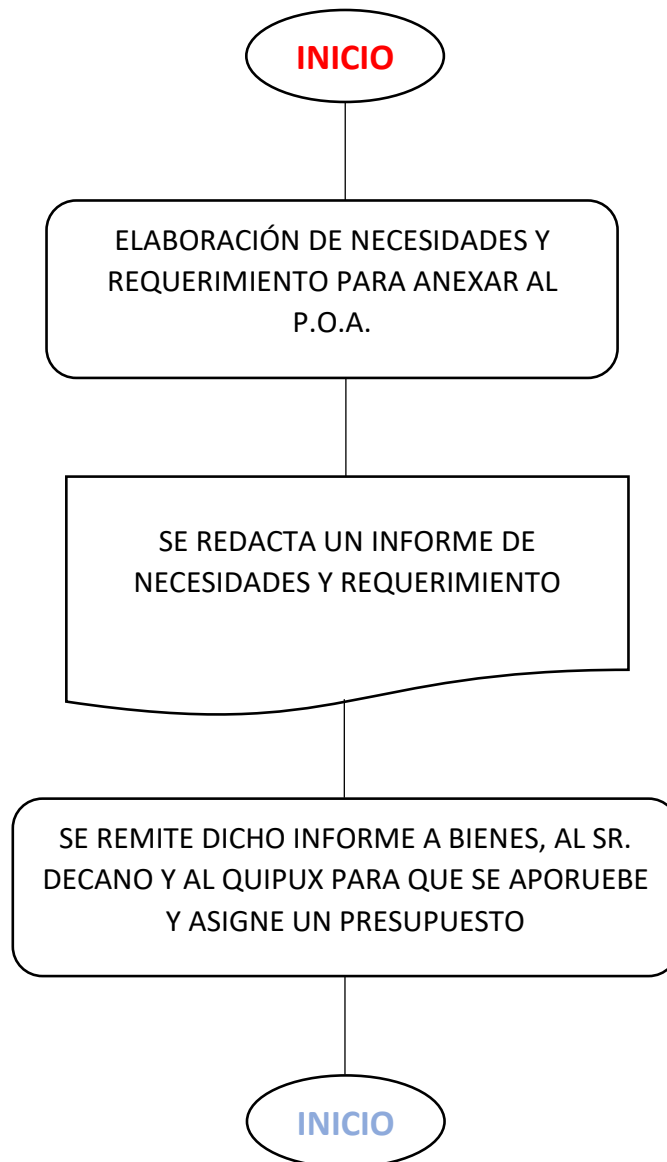 INICIO
ELABORACIÓN DE NECESIDADES Y
REQUERIMIENTO PARA ANEXAR AL
P.O.A.
SE REDACTA UN INFORME DE
NECESIDADES Y REQUERIMIENTO
SE REMITE DICHO INFORME A BIENES, AL SR.
DECANO Y AL QUIPUX PARA QUE SE APORUEBE
Y ASIGNE UN PRESUPUESTO
INICIO